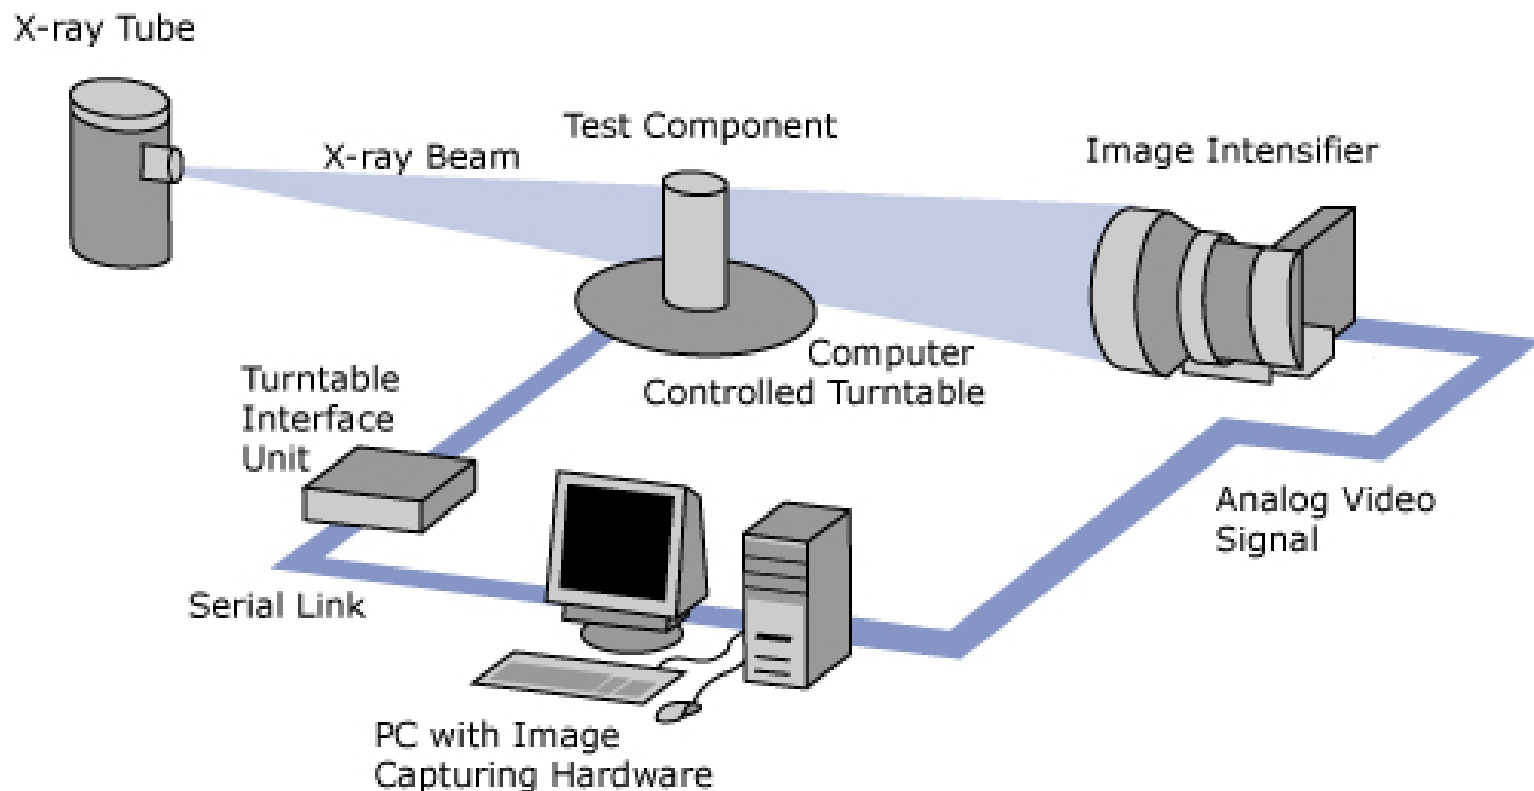 X-ray Tube
Test Component
X-ray Beam
Image Intensifier
Computer
Controlled Turntable
Turntable
Interface
Unit
Analog Video
Signal
Serial Link
PC with Image
Capturing Hardware